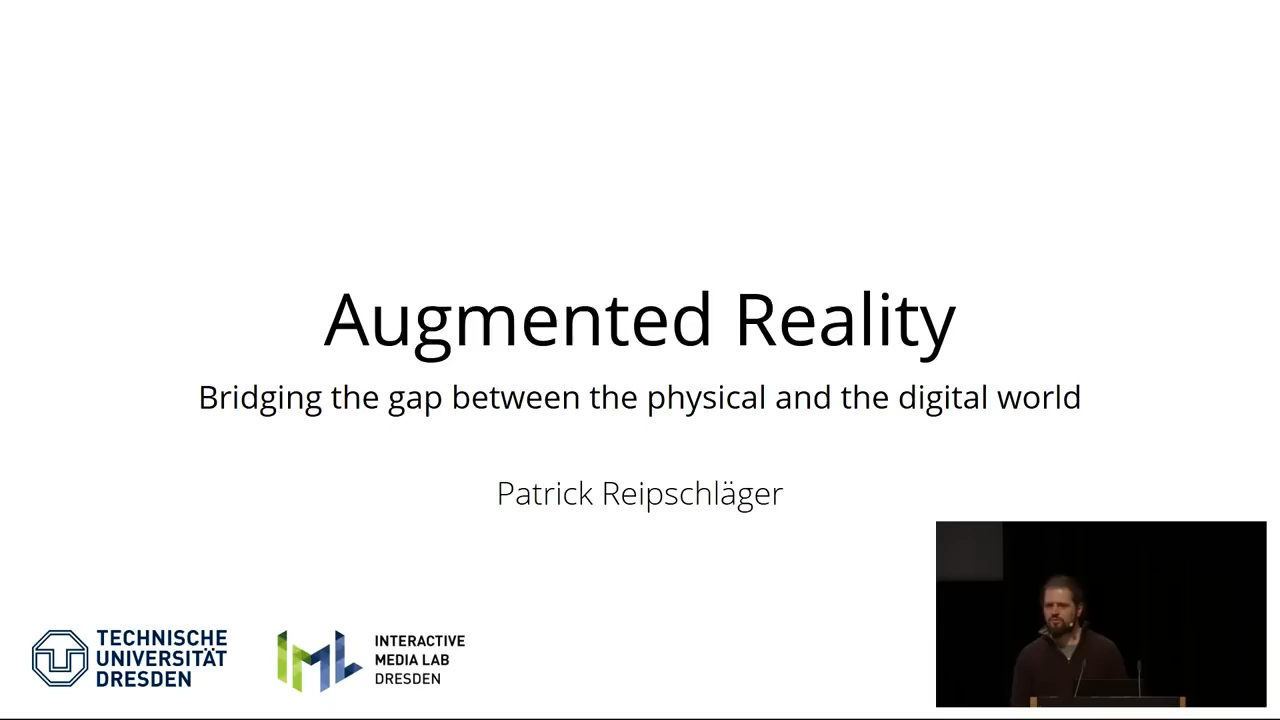 Augmented Reality
Bridging the gap between the physical and the digital world
Patrick Reipschläger
TECHNISCHE
UNIVERSITÄT
DRESDEN
INTERACTIVE
MEDIA LAB
DRESDEN